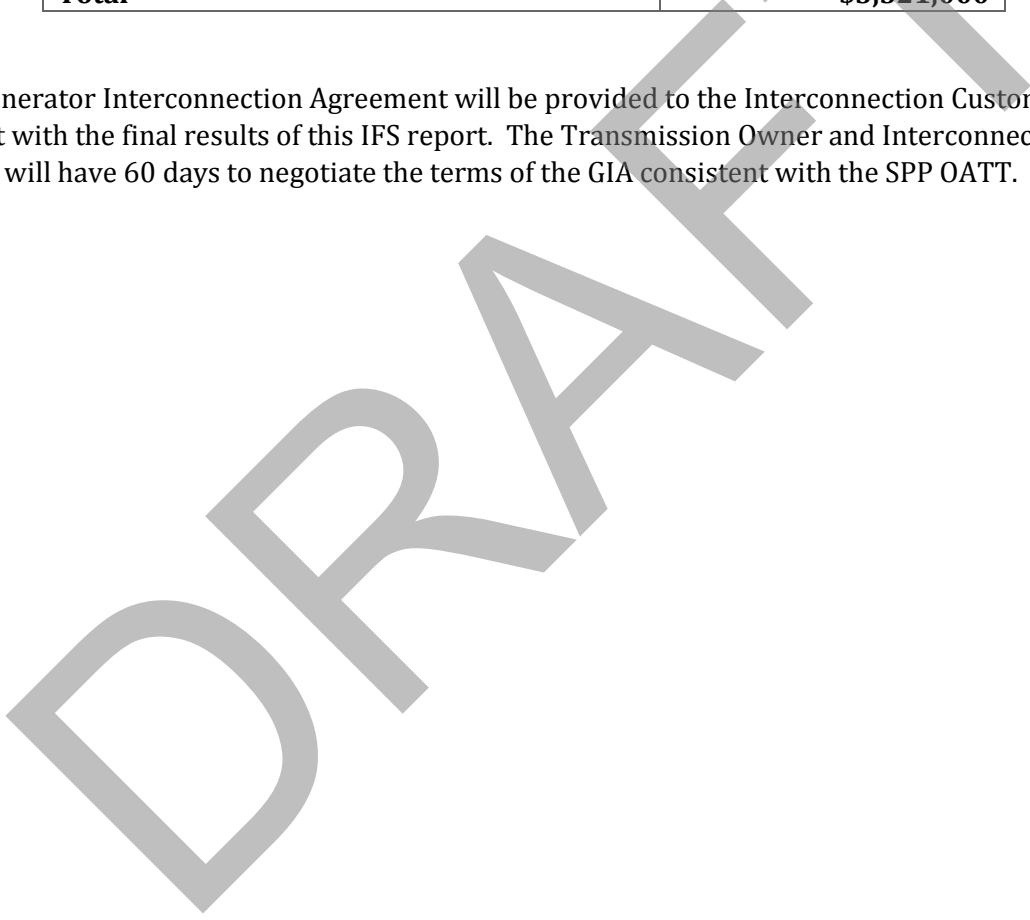 Total
nerator Interconnection Agreement will be provided to the Interconnection Custom
t with the final results of this IFS report. The Transmission Owner and Interconnec
will have 60 days to negotiate the terms of the GIA consistent with the SPP OATT.
DRAFT